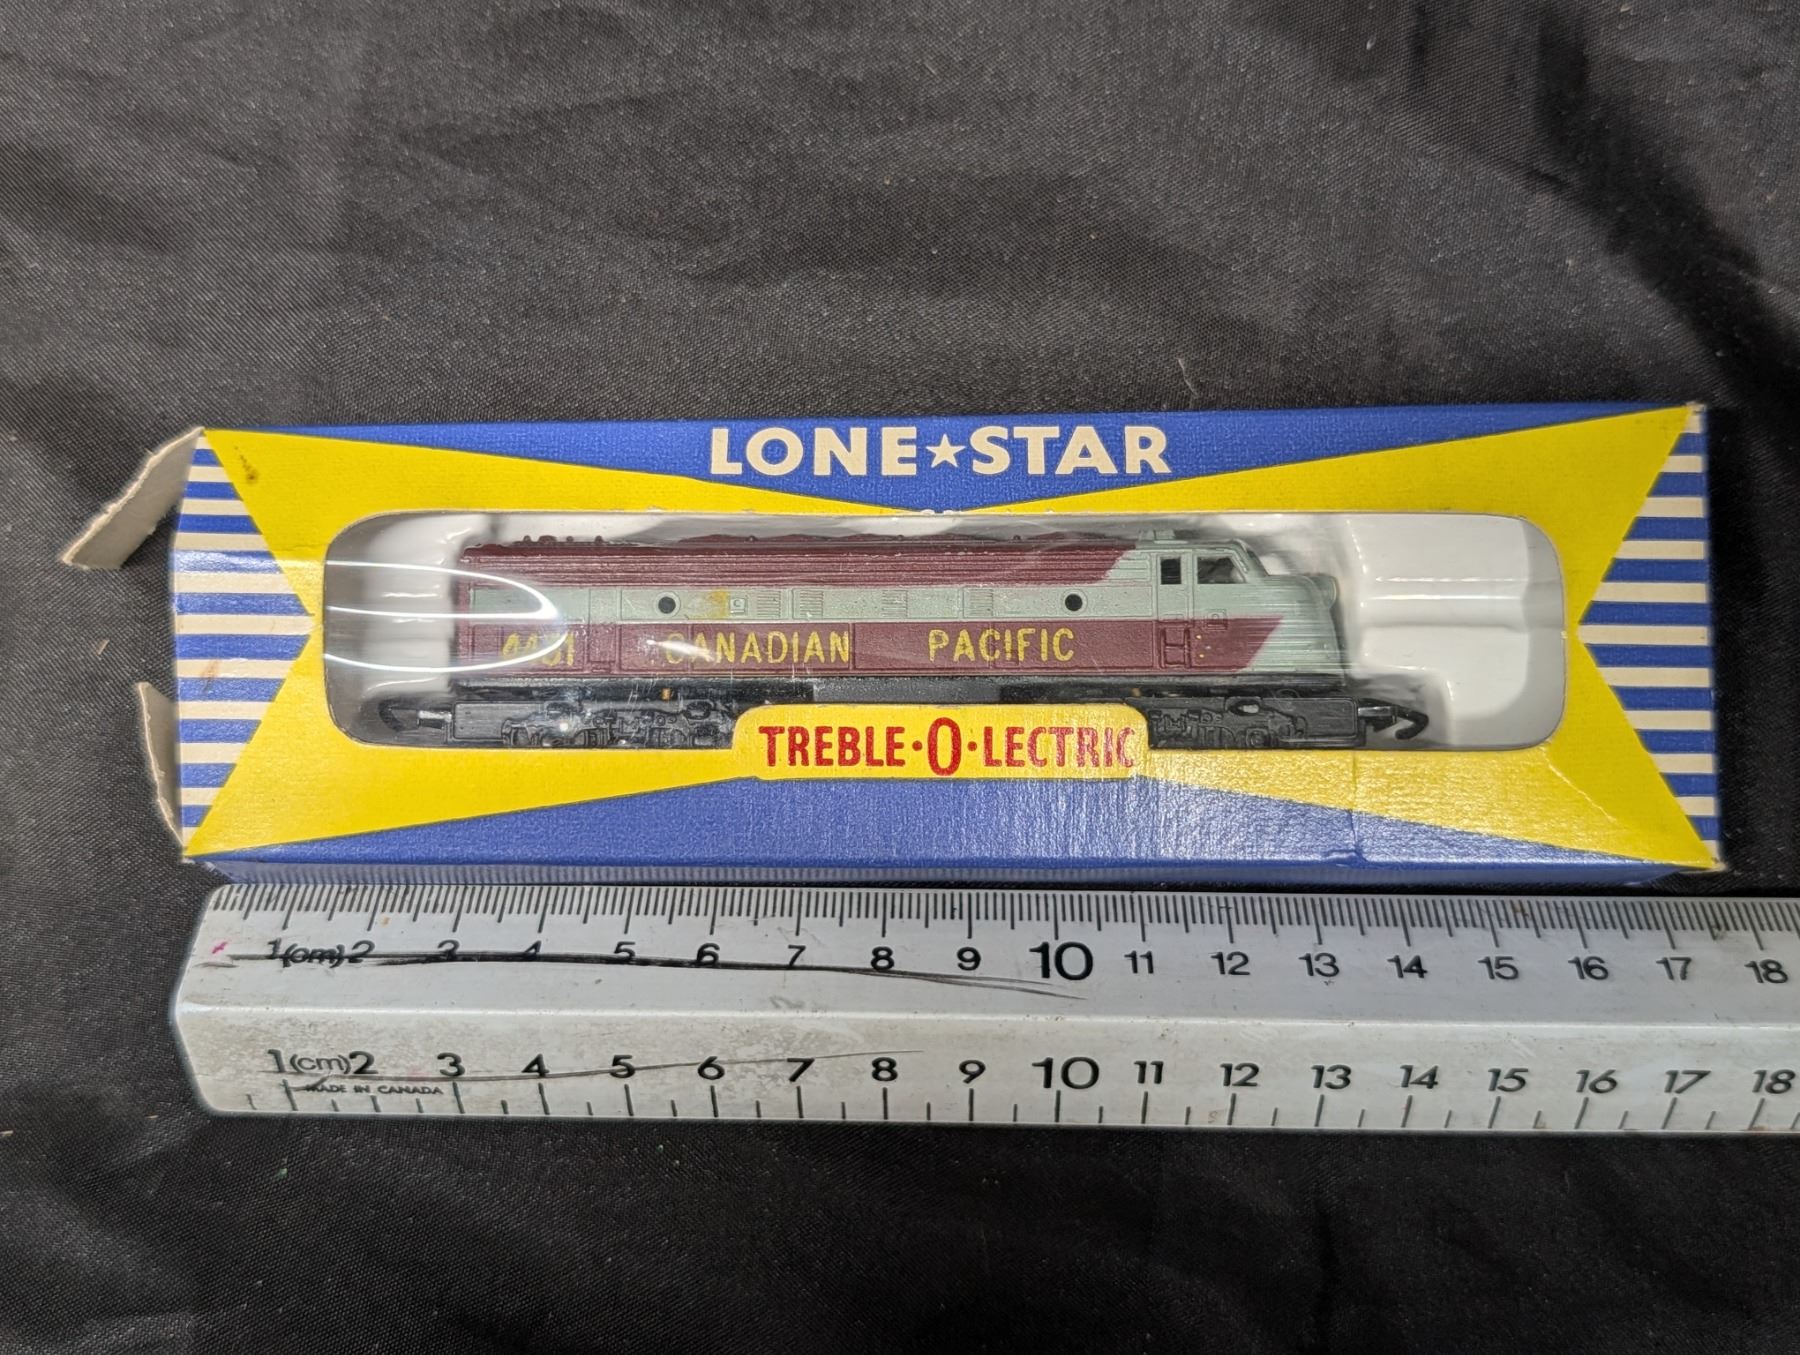 LONE★STAR
4431 CANADIAN PACIFIC
TREBLE·O·LECTRIC
1(cm)2 3 4 5 6 7 8 9 10 11 12 13 14 15 16 17 18
1(cm)2 3 4 5 6 7 8 9 10 11 12 13 14 15 16 17 18
MADE IN CANADA